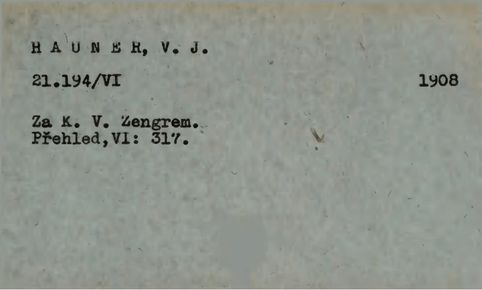 H A U N E R, V. J.
21.194/VI 1908
Za K. V. Zengrem.
Přehled,VI: 317.